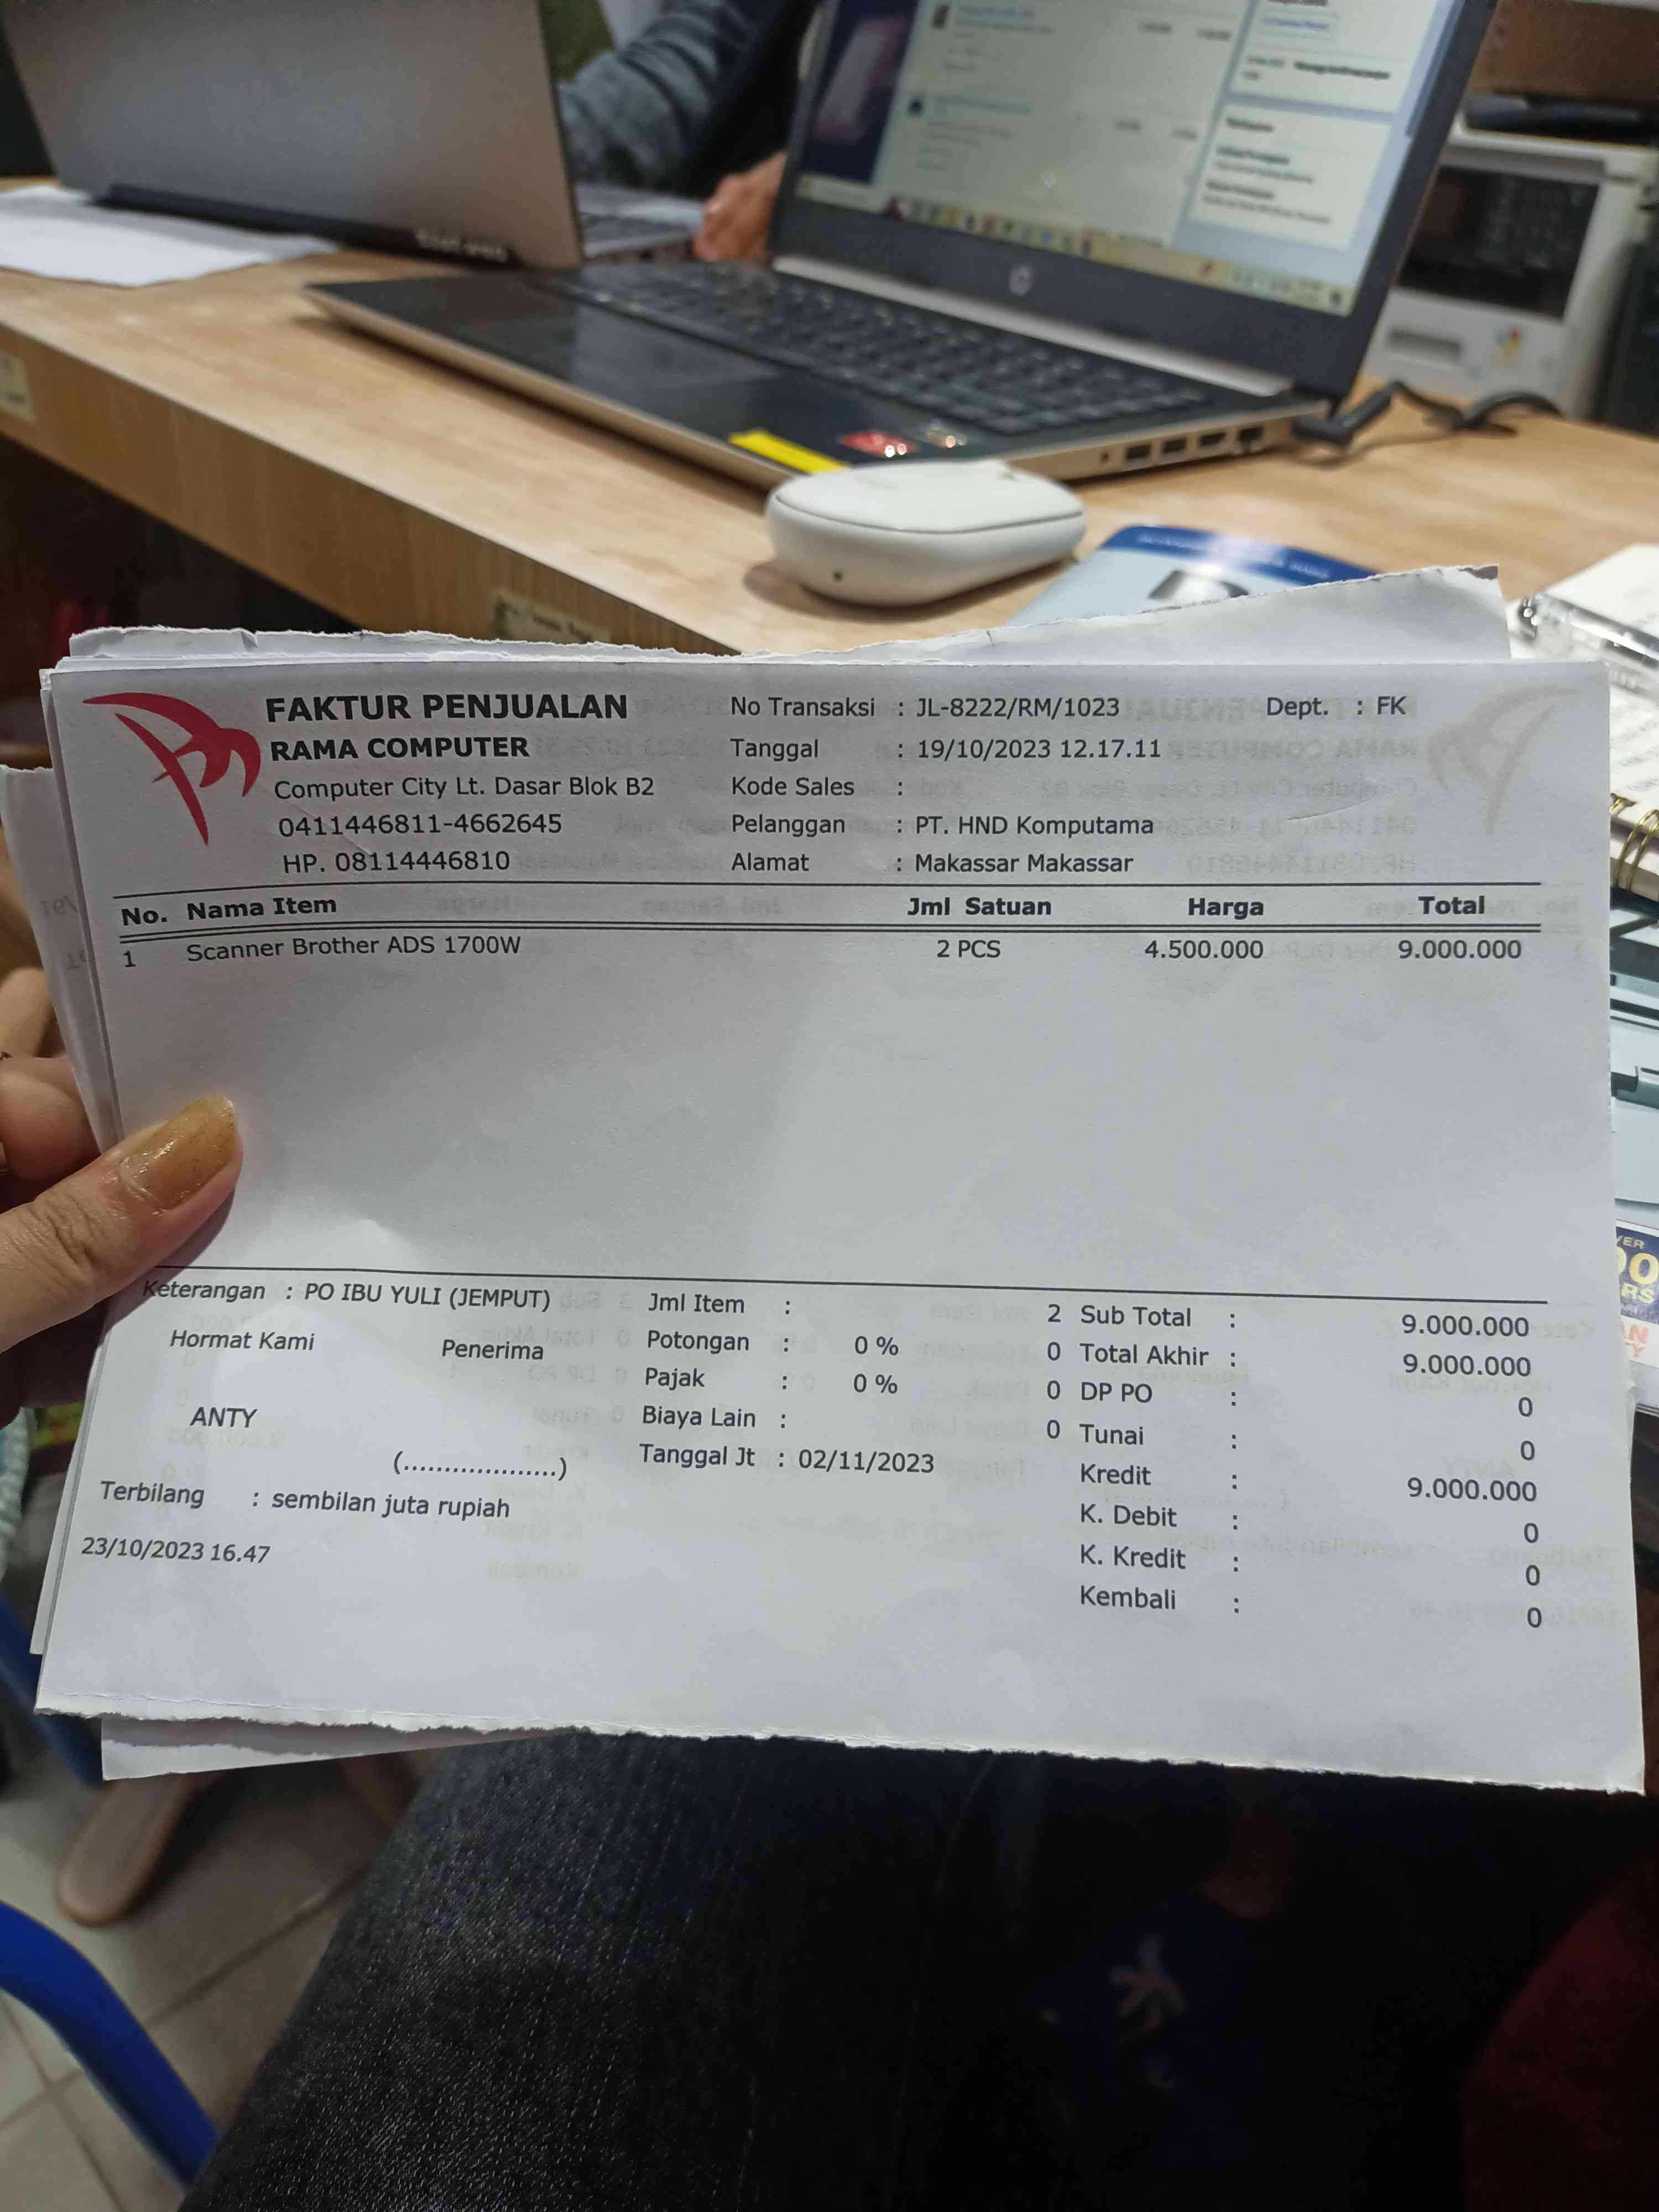 FAKTUR PENJUALAN
RAMA COMPUTER
Computer City Lt. Dasar Blok B2
0411446811-4662645
HP. 08114446810
No Transaksi : JL-8222/RM/1023 Dept. : FK
Tanggal : 19/10/2023 12.17.11
Kode Sales :
Pelanggan : PT. HND Komputama
Alamat : Makassar Makassar
No. Nama Item Jml Satuan Harga Total
1 Scanner Brother ADS 1700W 2 PCS 4.500.000 9.000.000
Keterangan : PO IBU YULI (JEMPUT)
Hormat Kami Penerima
ANTY
(...................)
Terbilang : sembilan juta rupiah
23/10/2023 16.47
Jml Item : 2
Potongan : 0 % 0
Pajak : 0 % 0
Biaya Lain : 0
Tanggal Jt : 02/11/2023
Sub Total : 9.000.000
Total Akhir : 9.000.000
DP PO : 0
Tunai : 0
Kredit : 9.000.000
K. Debit : 0
K. Kredit : 0
Kembali : 0